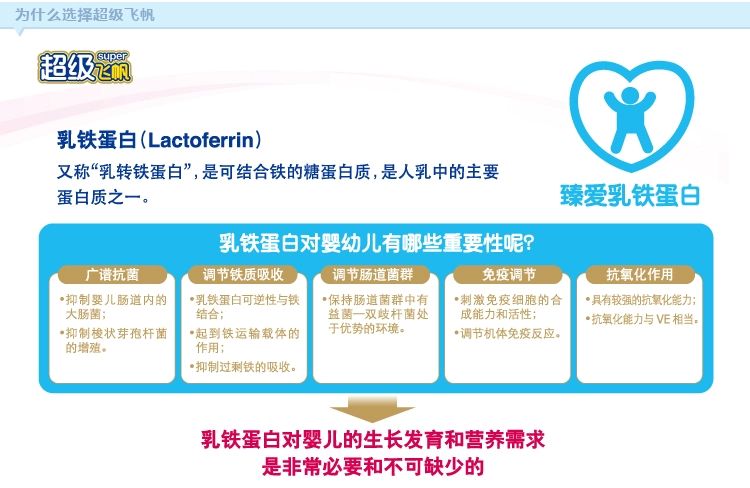 为什么选择超级飞帆
超级飞帆
super
乳铁蛋白(Lactoferrin)
又称“乳转铁蛋白”,是可结合铁的糖蛋白质,是人乳中的主要
蛋白质之一。
臻爱乳铁蛋白
乳铁蛋白对婴幼儿有哪些重要性呢?
广谱抗菌
•抑制婴儿肠道内的
大肠菌;
•抑制梭状芽孢杆菌
的增殖。
调节铁质吸收
•乳铁蛋白可逆性与铁
结合;
•起到铁运输载体的
作用;
•抑制过剩铁的吸收。
调节肠道菌群
•保持肠道菌群中有
益菌—双歧杆菌处
于优势的环境。
免疫调节
•刺激免疫细胞的合
成能力和活性;
•调节机体免疫反应。
抗氧化作用
•具有较强的抗氧化能力;
•抗氧化能力与VE相当。
乳铁蛋白对婴儿的生长发育和营养需求
是非常必要和不可缺少的